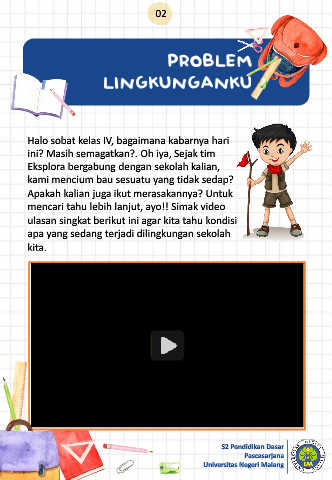 02
PROBLEM
LINGKUNGANKU
Halo sobat kelas IV, bagaimana kabarnya hari
ini? Masih semagatkan?. Oh iya, Sejak tim
Eksplora bergabung dengan sekolah kalian,
kami mencium bau sesuatu yang tidak sedap?
Apakah kalian juga ikut merasakannya? Untuk
mencari tahu lebih lanjut, ayo!! Simak video
ulasan singkat berikut ini agar kita tahu kondisi
apa yang sedang terjadi dilingkungan sekolah
kita.
S2 Pendidikan Dasar
Pascasarjana
Universitas Negeri Malang